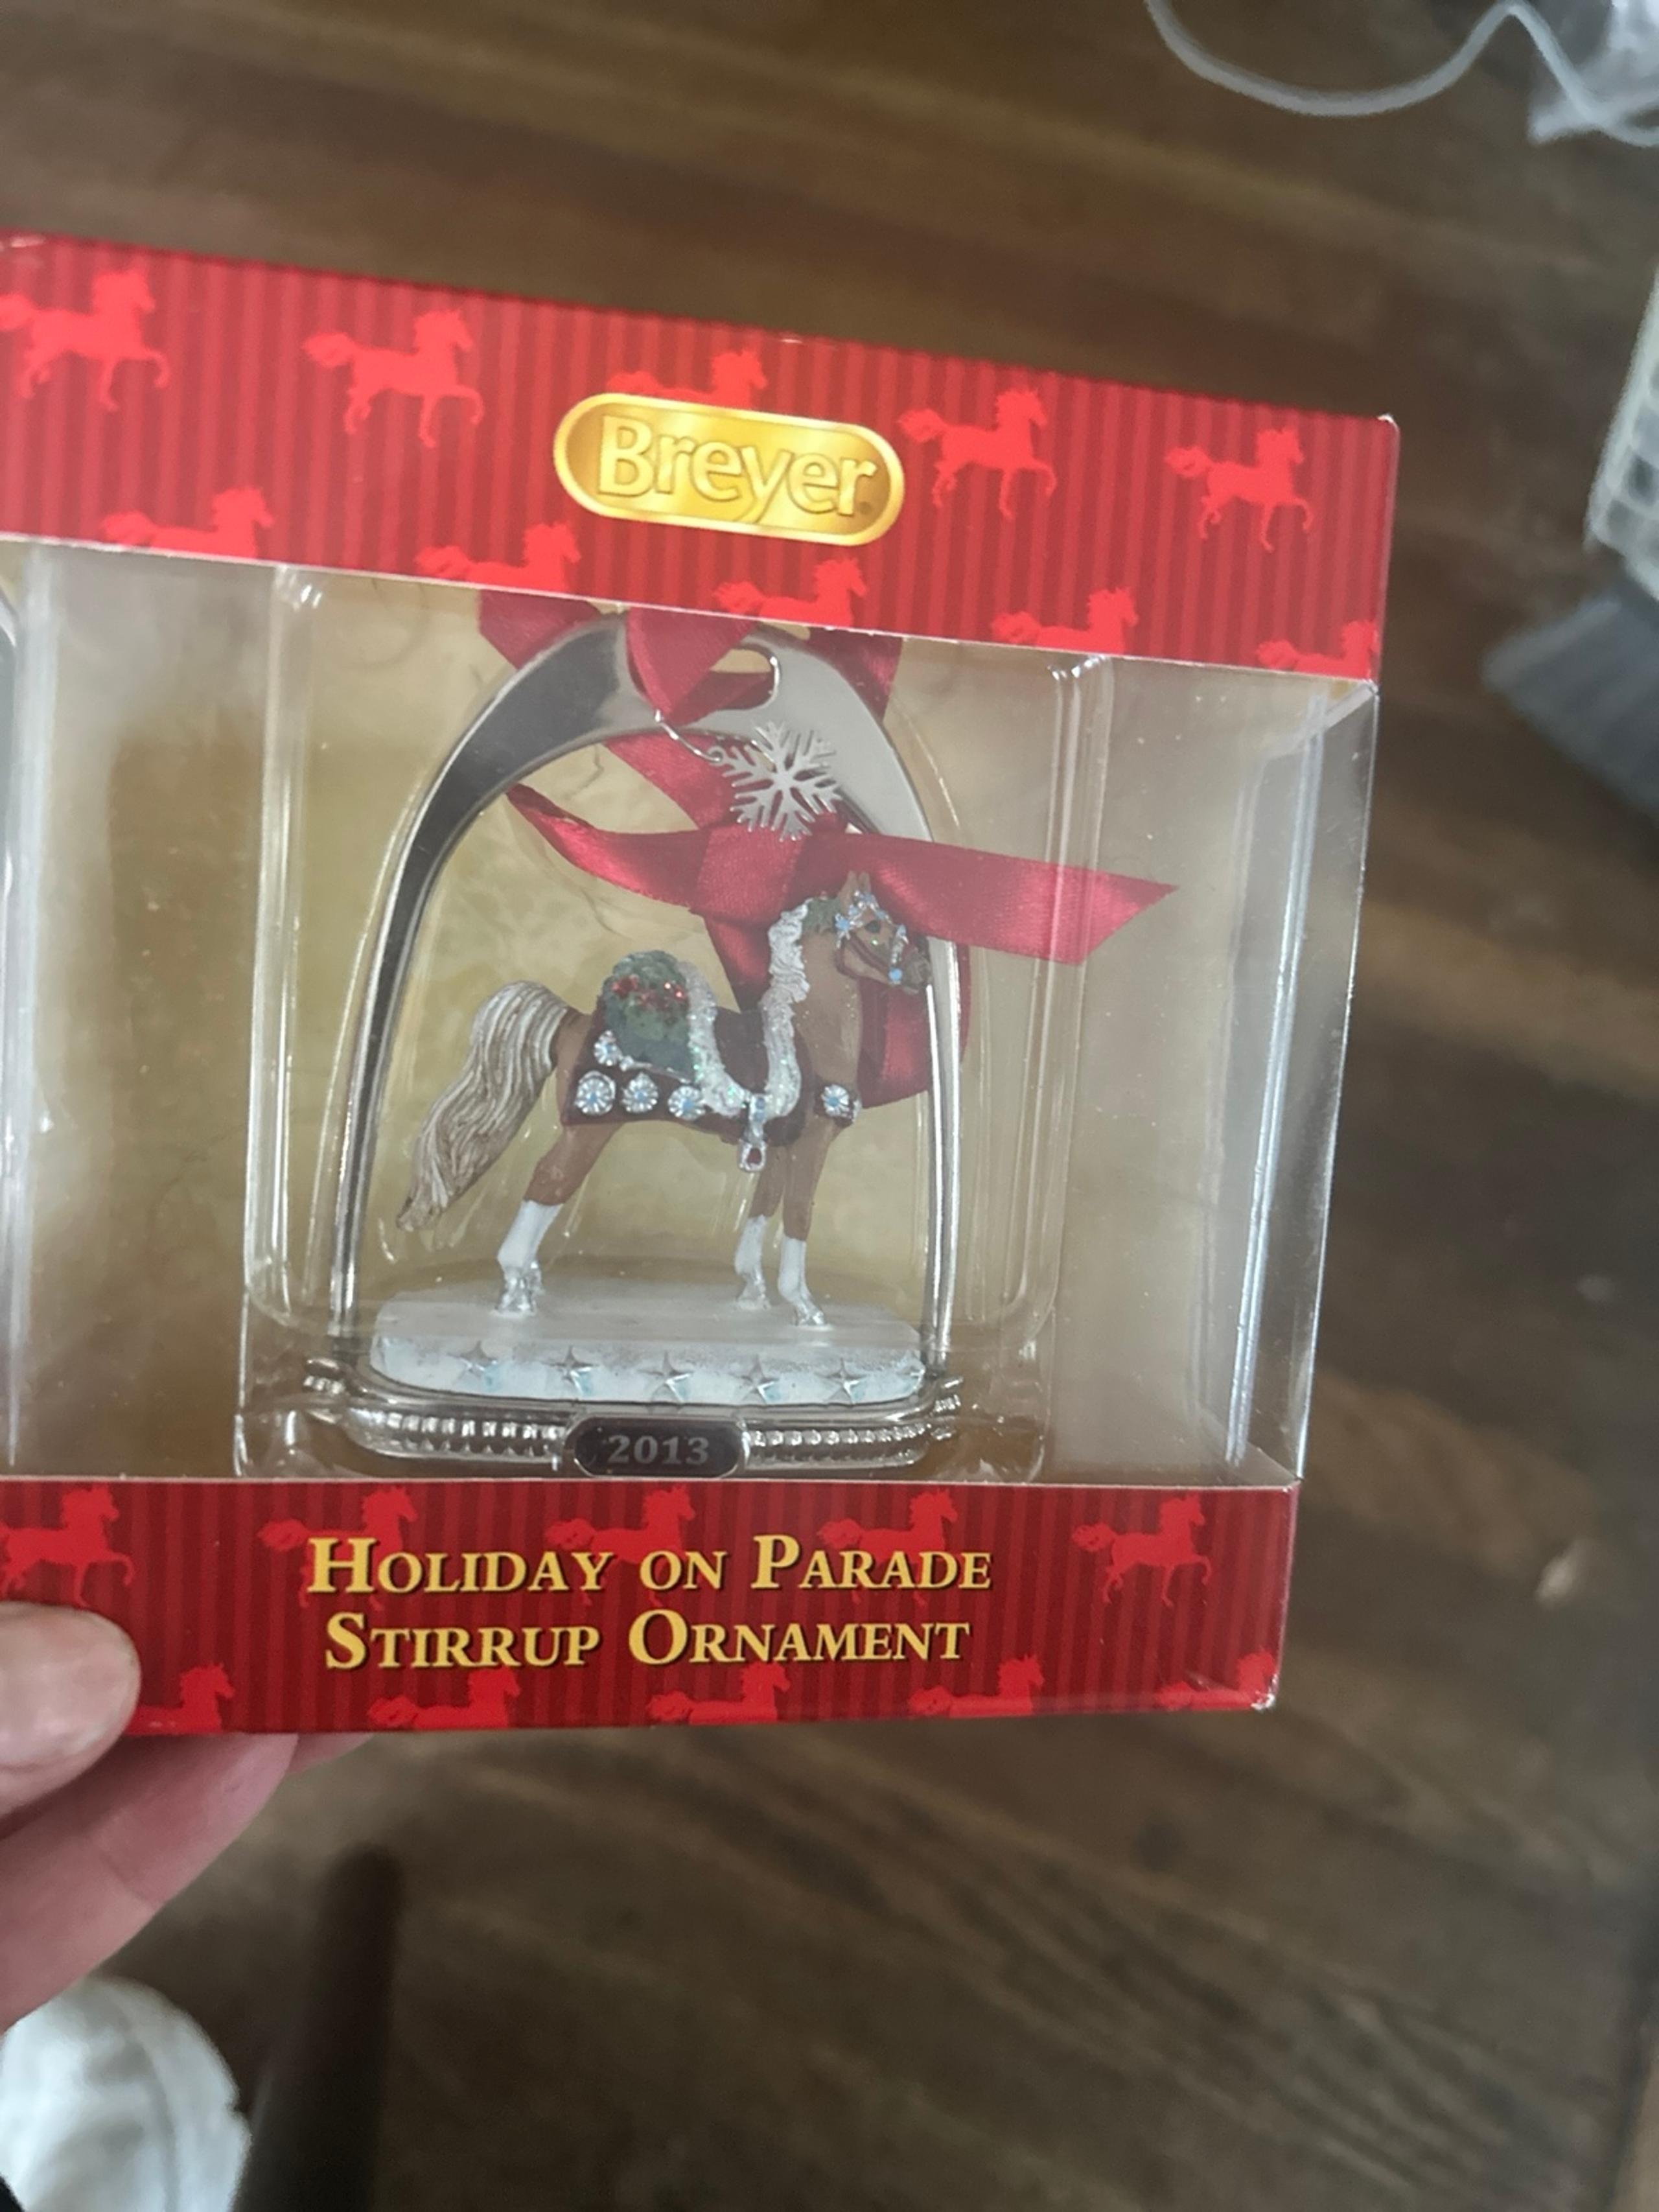 Breyer
2013
HOLIDAY ON PARADE
STIRRUP ORNAMENT